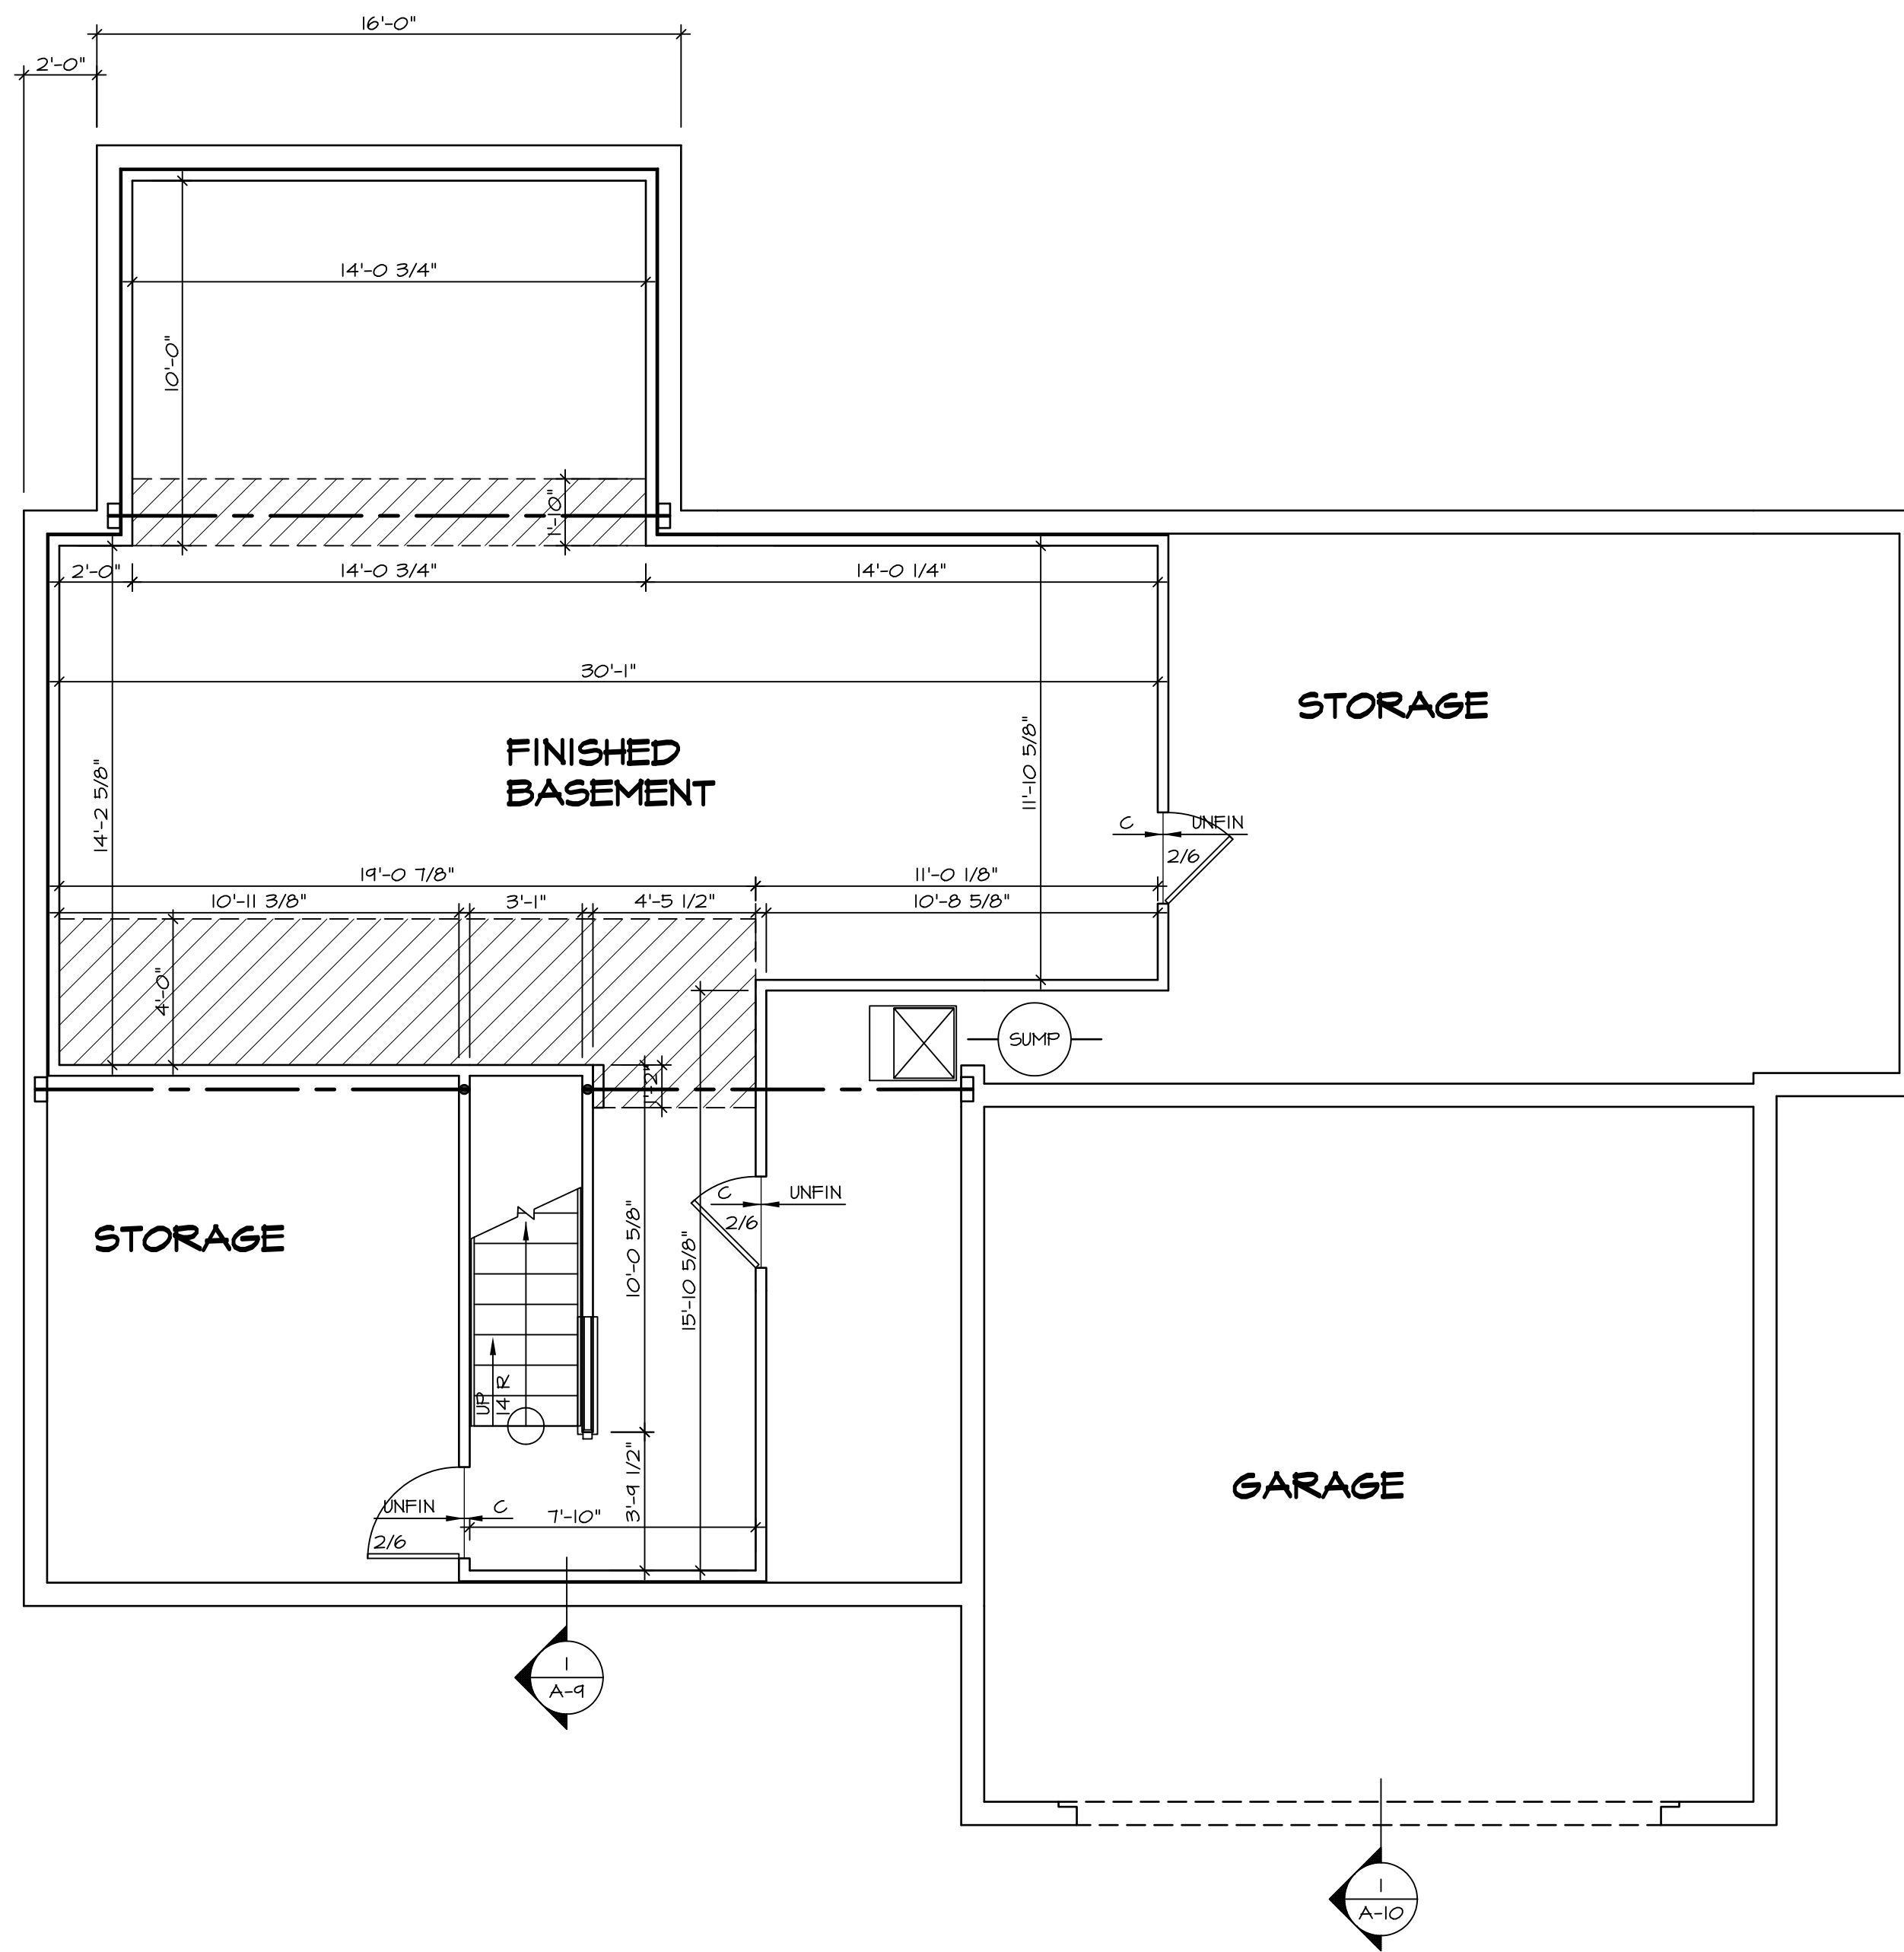 16'-0"
2'-0"
14'-0 3/4"
10'-0"
1'-10"
2'-0"
14'-0 3/4"
14'-0 1/4"
30'-1"
STORAGE
FINISHED
BASEMENT
14'-2 5/8"
11'-10 5/8"
C
UNFIN
2/6
19'-0 7/8"
11'-0 1/8"
10'-11 3/8"
3'-1"
4'-5 1/2"
10'-8 5/8"
4'-0"
SUMP
1'-2"
C
UNFIN
2/6
STORAGE
10'-0 5/8"
15'-10 5/8"
UP
14 R
GARAGE
UNFIN
C
2/6
7'-10"
3'-9 1/2"
1
A-9
1
A-10